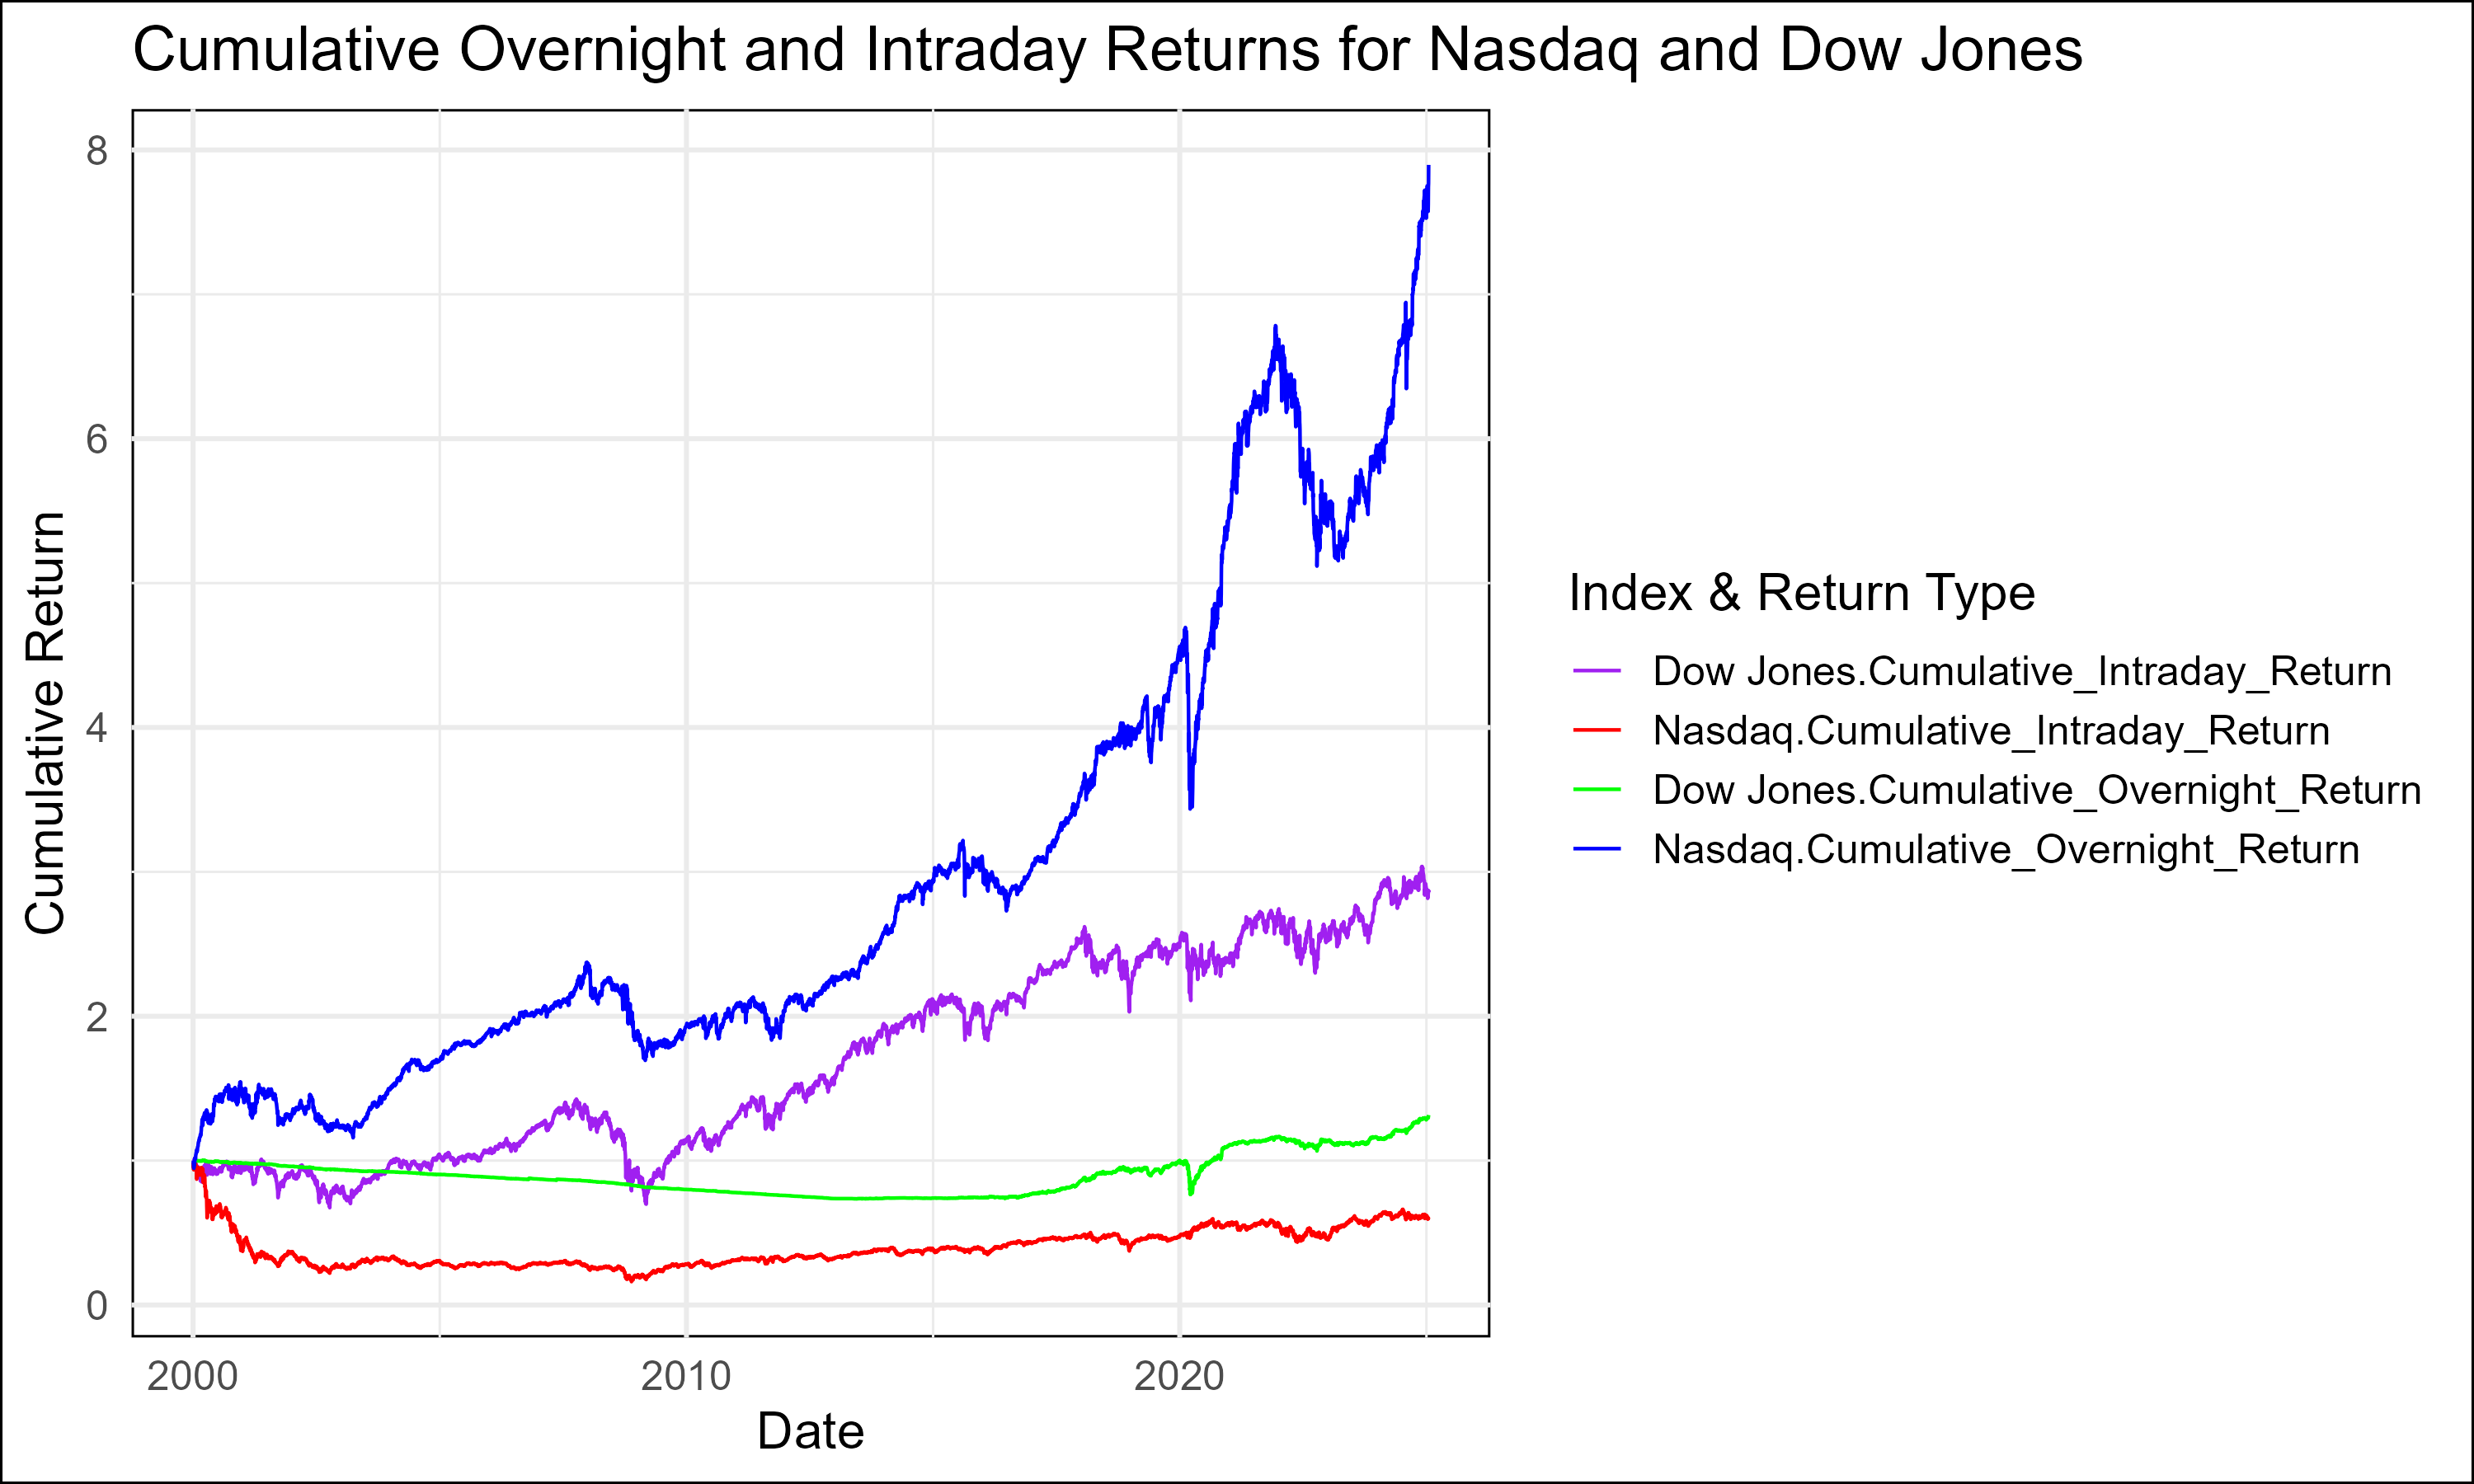 Cumulative Overnight and Intraday Returns for Nasdaq and Dow Jones
8
6
4
2
0
Cumulative Return
2000
2010
2020
Date
Index & Return Type
Dow Jones.Cumulative_Intraday_Return
Nasdaq.Cumulative_Intraday_Return
Dow Jones.Cumulative_Overnight_Return
Nasdaq.Cumulative_Overnight_Return